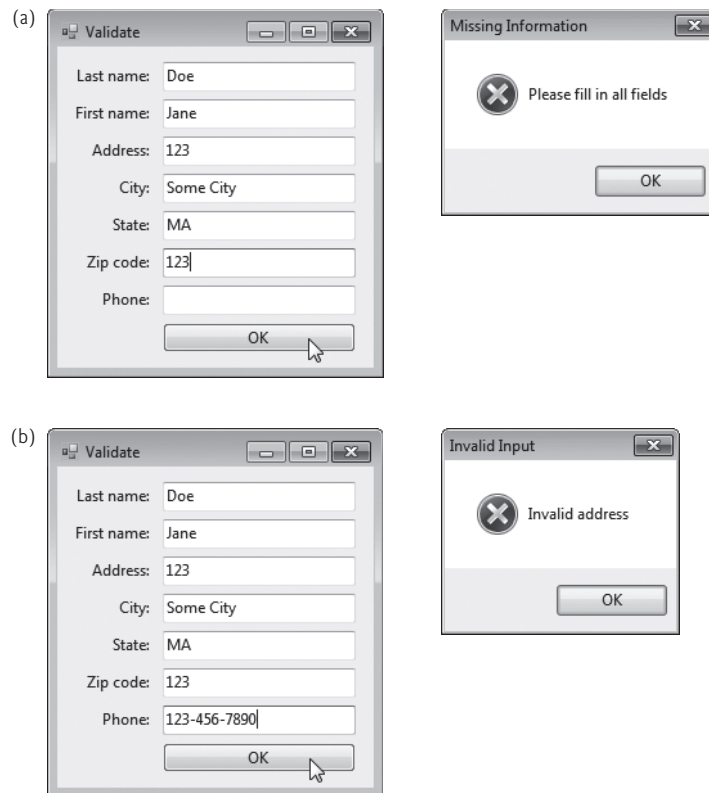 (a)
Validate
Last name: Doe
First name: Jane
Address: 123
City: Some City
State: MA
Zip code: 123
Phone:
OK
Missing Information
Please fill in all fields
OK
(b)
Validate
Last name: Doe
First name: Jane
Address: 123
City: Some City
State: MA
Zip code: 123
Phone: 123-456-7890
OK
Invalid Input
Invalid address
OK